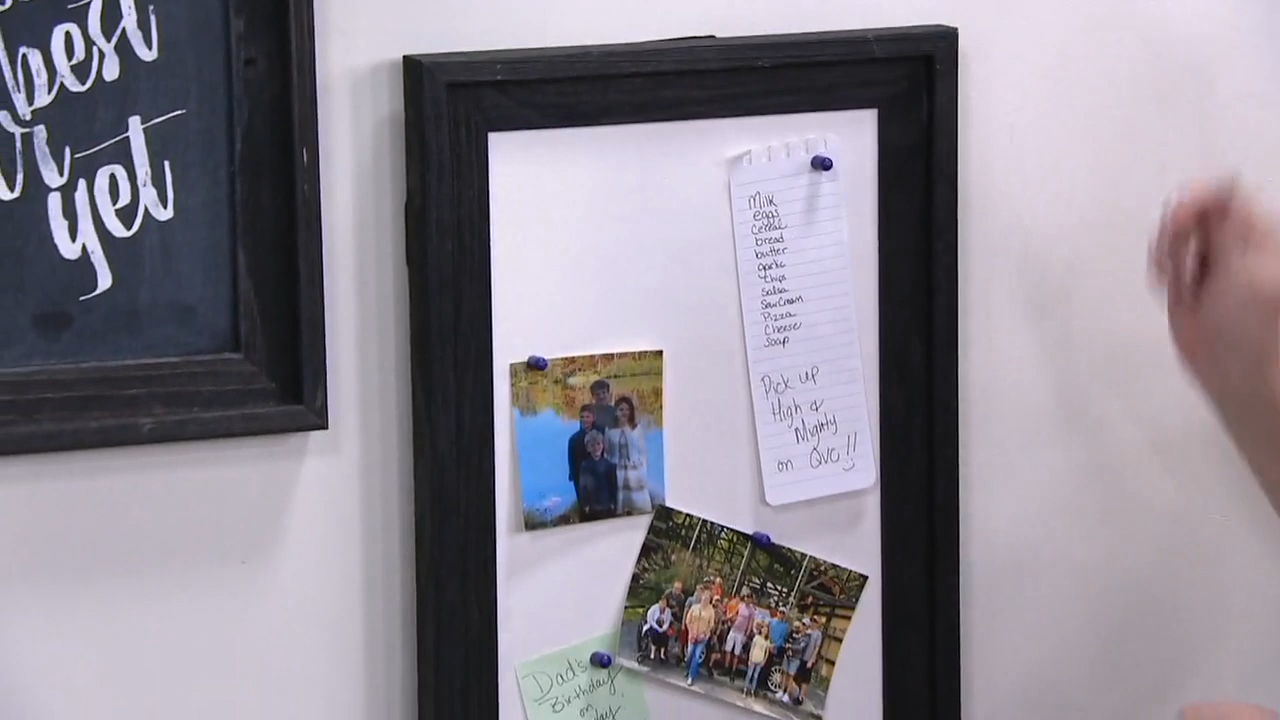 best
yet
Milk
eggs
Cereal
bread
butter
garlic
Chips
Salsa
Sour Cream
Pizza
Cheese
Soap
Pick up
High &
Mighty
on QVC!!
Dad's
Birthday
on